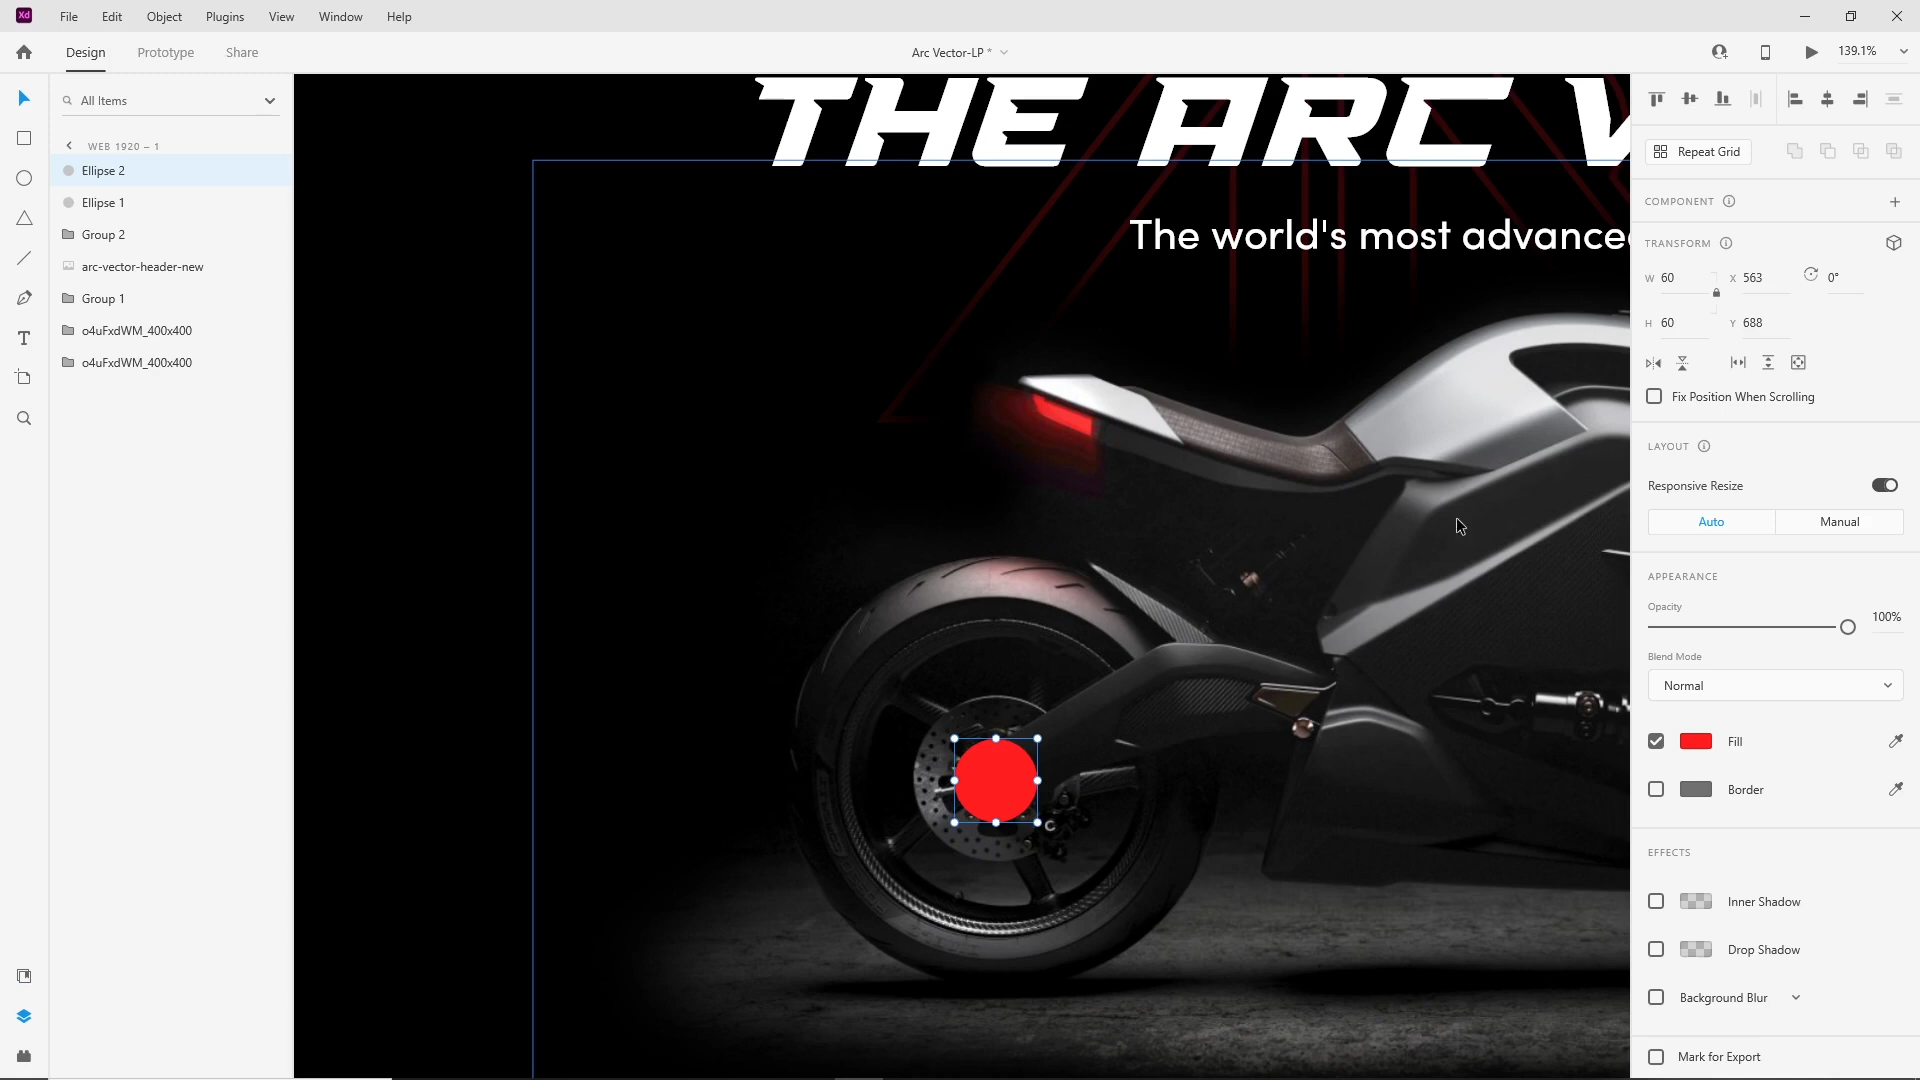 Xd File Edit Object Plugins View Window Help
Design Prototype Share Arc Vector-LP * 139.1%
All Items
WEB 1920 – 1
Ellipse 2
Ellipse 1
Group 2
arc-vector-header-new
Group 1
o4uFxdWM_400x400
o4uFxdWM_400x400
THE ARC V
The world's most advanced
Repeat Grid
COMPONENT
TRANSFORM
W 60 X 563 0°
H 60 Y 688
Fix Position When Scrolling
LAYOUT
Responsive Resize
Auto Manual
APPEARANCE
Opacity
100%
Blend Mode
Normal
Fill
Border
EFFECTS
Inner Shadow
Drop Shadow
Background Blur
Mark for Export